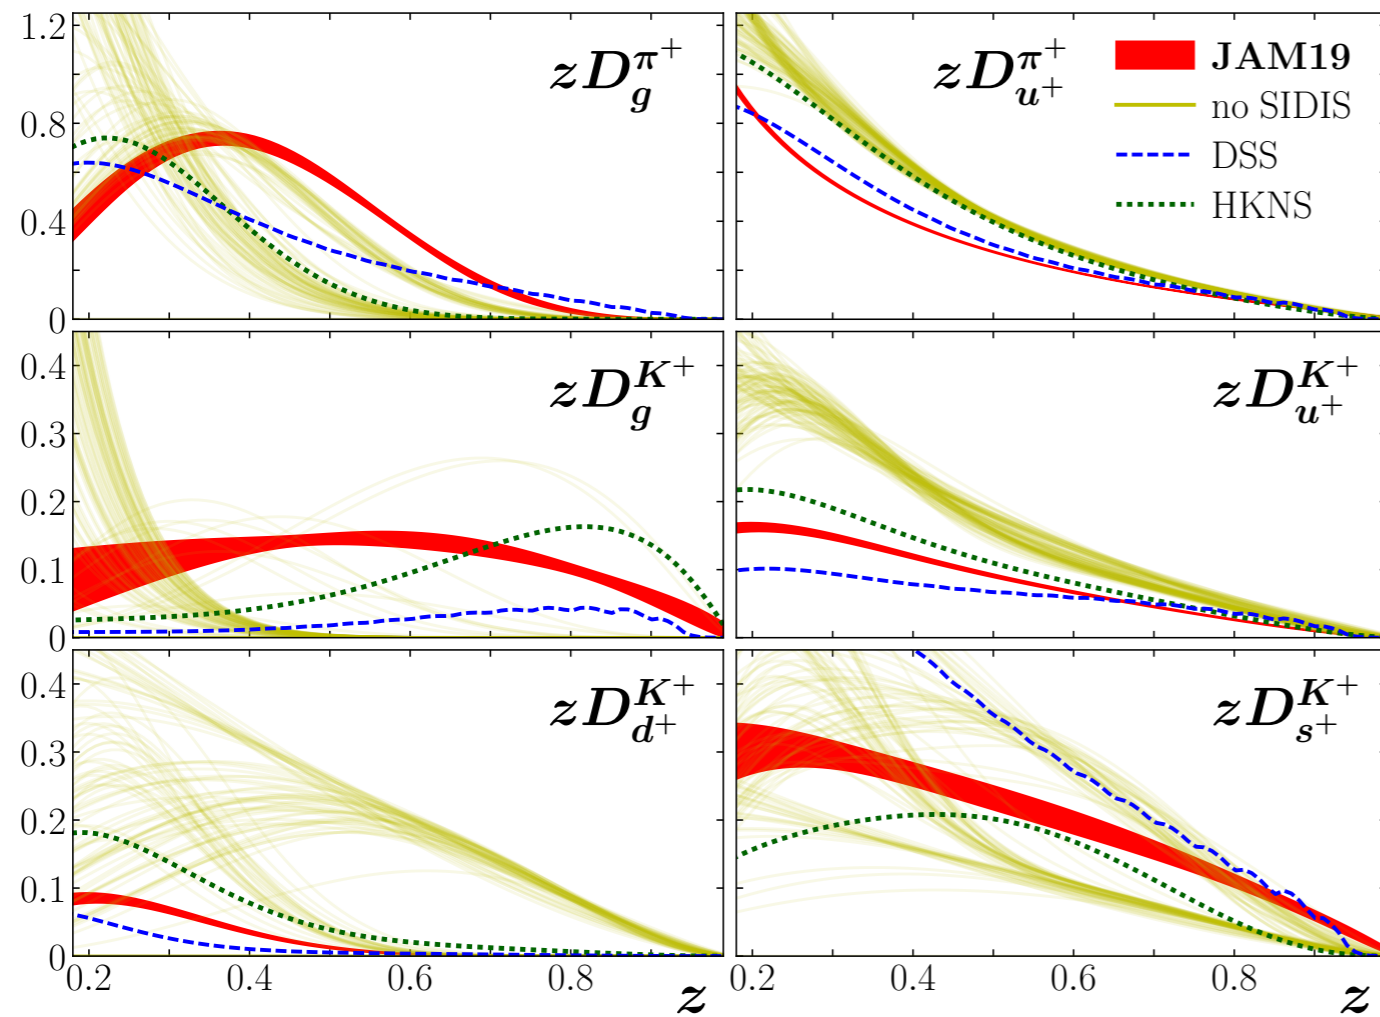 1.2
0.8
0.4
0
zD_g^{π^+}
zD_{u^+}^{π^+}
JAM19
no SIDIS
DSS
HKNS
0.4
0.3
0.2
0.1
0
zD_g^{K^+}
zD_{u^+}^{K^+}
0.4
0.3
0.2
0.1
0
zD_{d^+}^{K^+}
zD_{s^+}^{K^+}
0.2 0.4 0.6 0.8
z
0.2 0.4 0.6 0.8
z